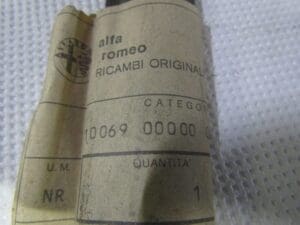 alfa
romeo
RICAMBI ORIGINAL
CATEGO
10069 00000
U.M. QUANTITA'
NR 1